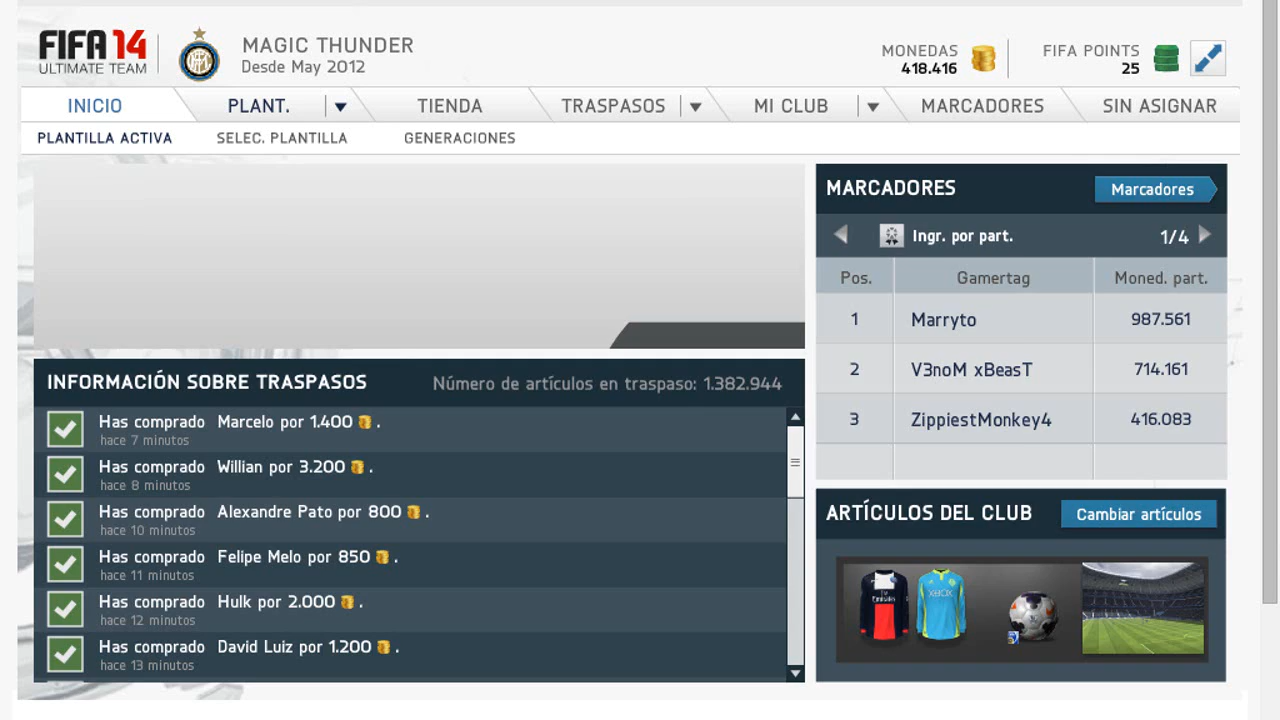 FIFA 14
ULTIMATE TEAM
MAGIC THUNDER
Desde May 2012
MONEDAS
418.416
FIFA POINTS
25
INICIO PLANT. TIENDA TRASPASOS MI CLUB MARCADORES SIN ASIGNAR
PLANTILLA ACTIVA SELEC. PLANTILLA GENERACIONES
INFORMACIÓN SOBRE TRASPASOS Número de artículos en traspaso: 1.382.944
Has comprado Marcelo por 1.400 .
hace 7 minutos
Has comprado Willian por 3.200 .
hace 8 minutos
Has comprado Alexandre Pato por 800 .
hace 10 minutos
Has comprado Felipe Melo por 850 .
hace 11 minutos
Has comprado Hulk por 2.000 .
hace 12 minutos
Has comprado David Luiz por 1.200 .
hace 13 minutos
MARCADORES Marcadores
Ingr. por part. 1/4
Pos. Gamertag Moned. part.
1 Marryto 987.561
2 V3noM xBeasT 714.161
3 ZippiestMonkey4 416.083
ARTÍCULOS DEL CLUB Cambiar artículos
XBOX